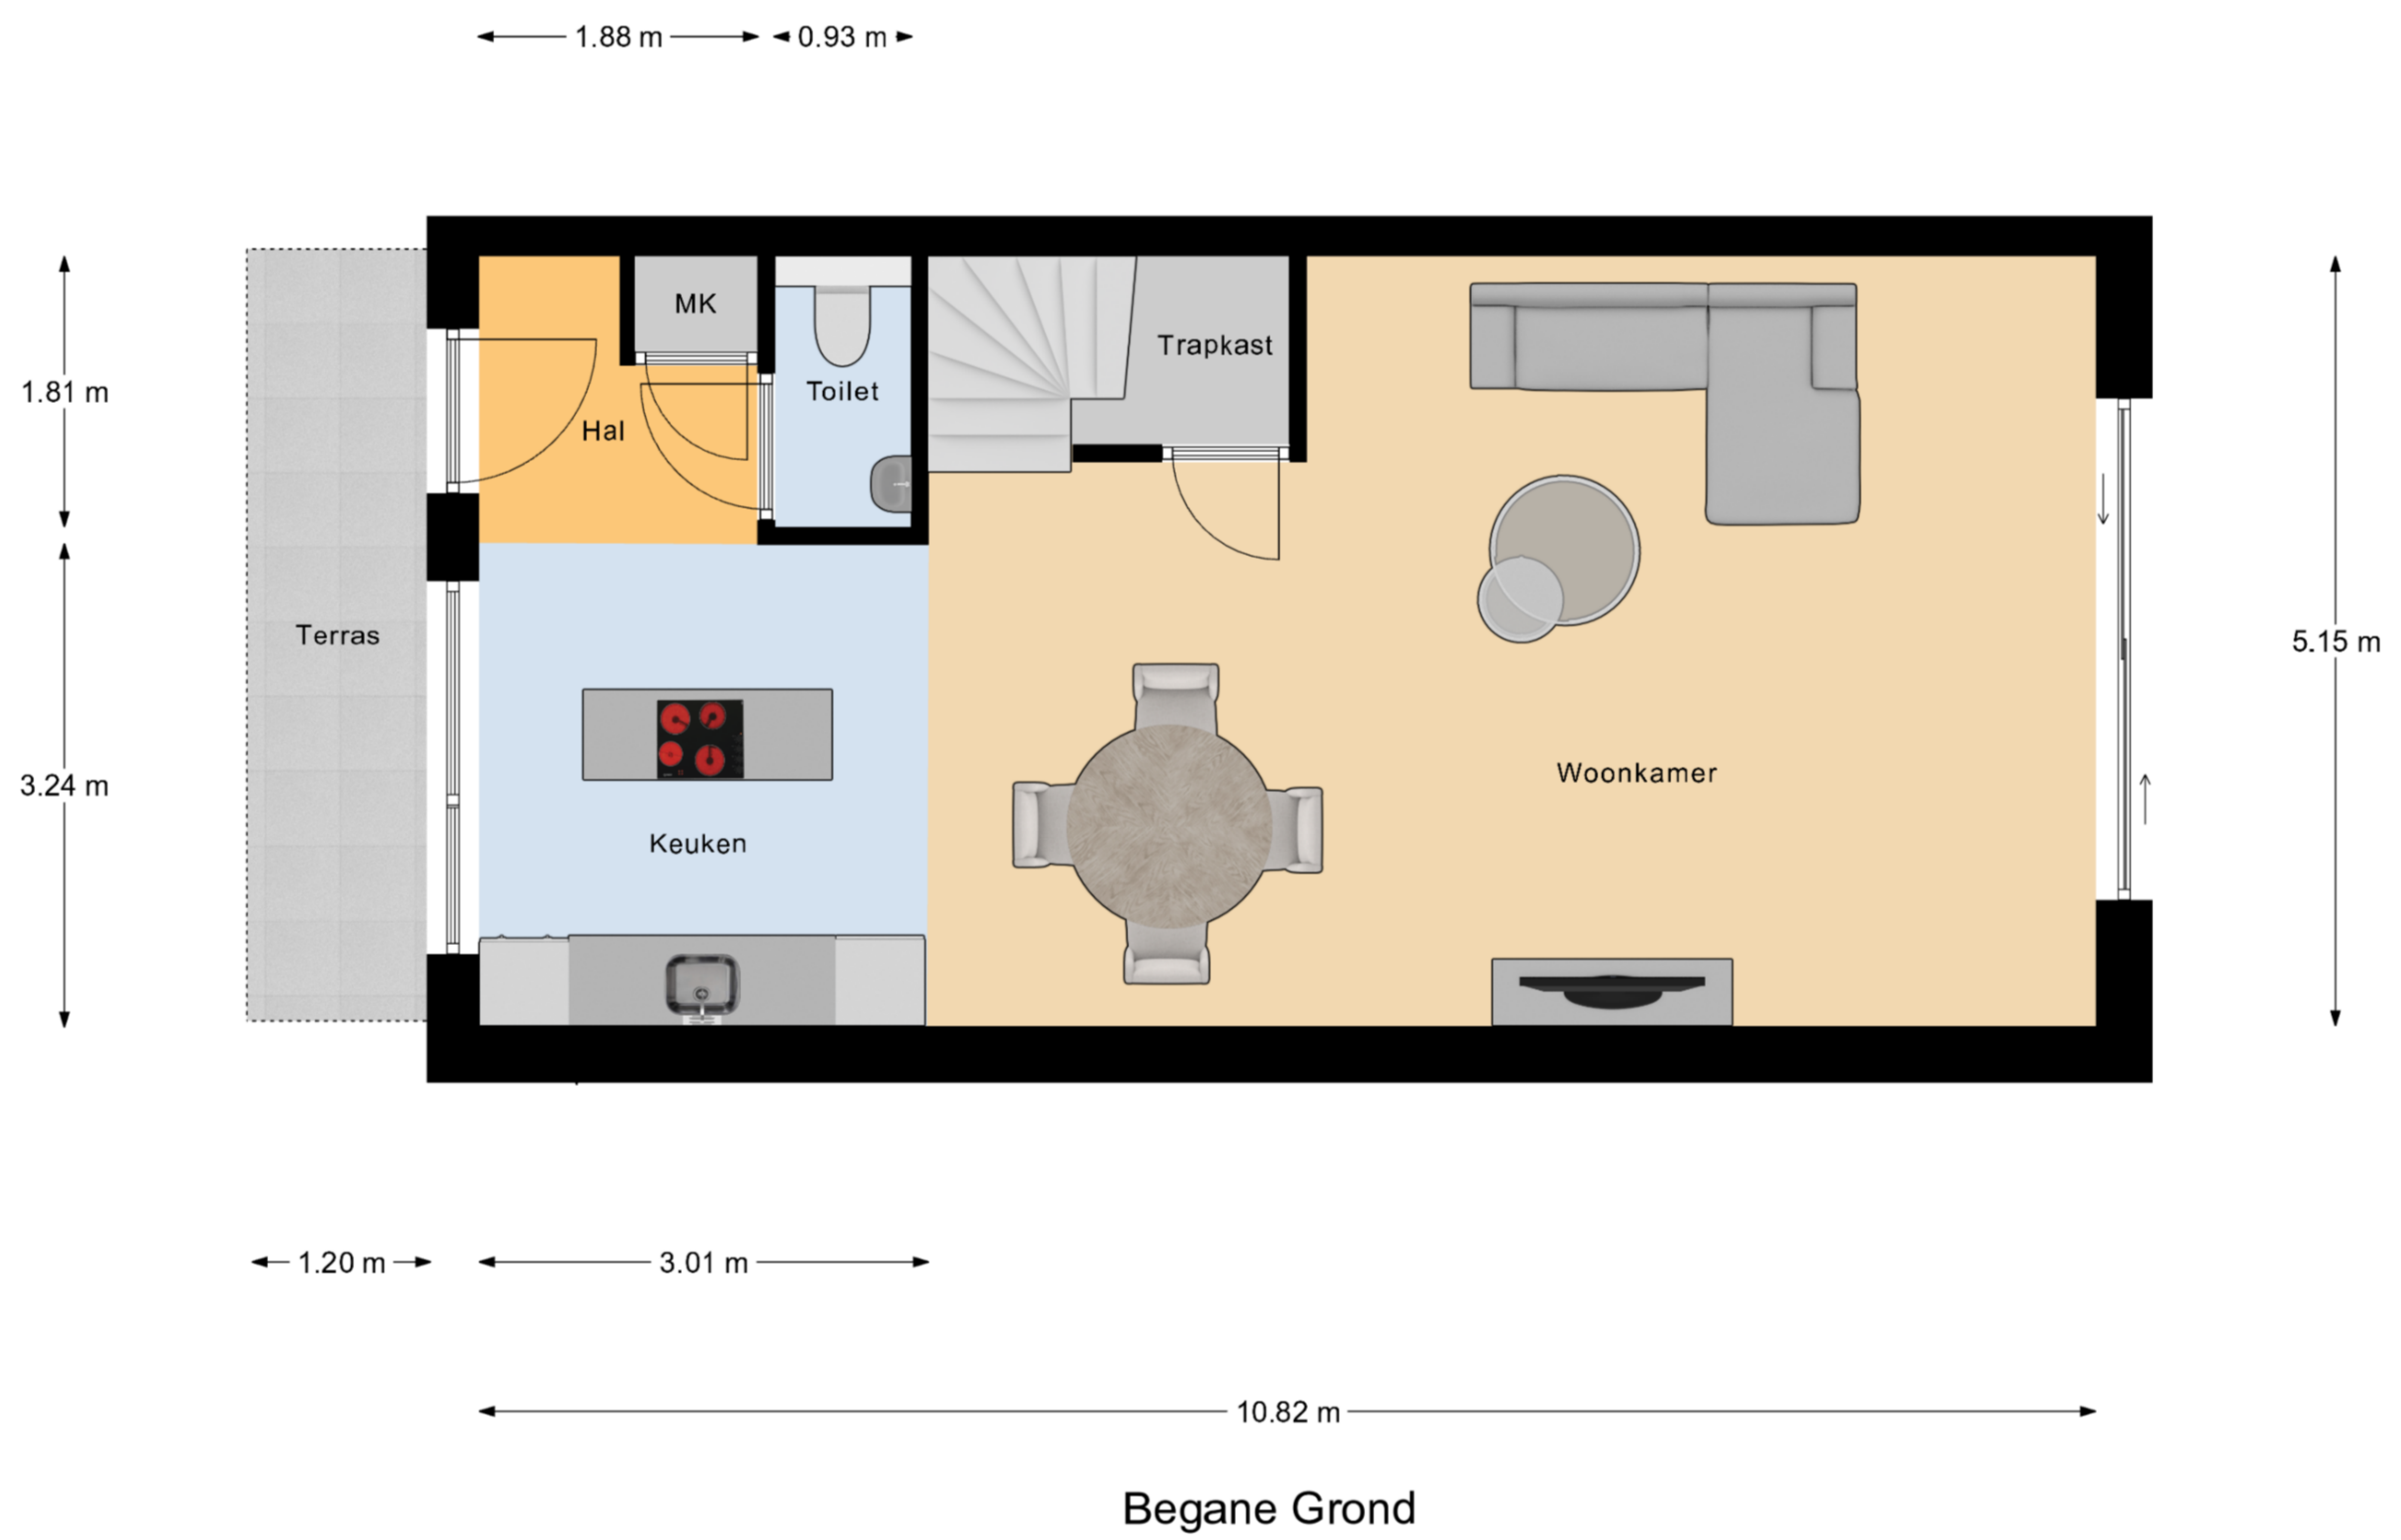 1.88 m
0.93 m
MK
Trapkast
Toilet
1.81 m
Hal
Terras
5.15 m
Woonkamer
3.24 m
Keuken
1.20 m
3.01 m
10.82 m
Begane Grond